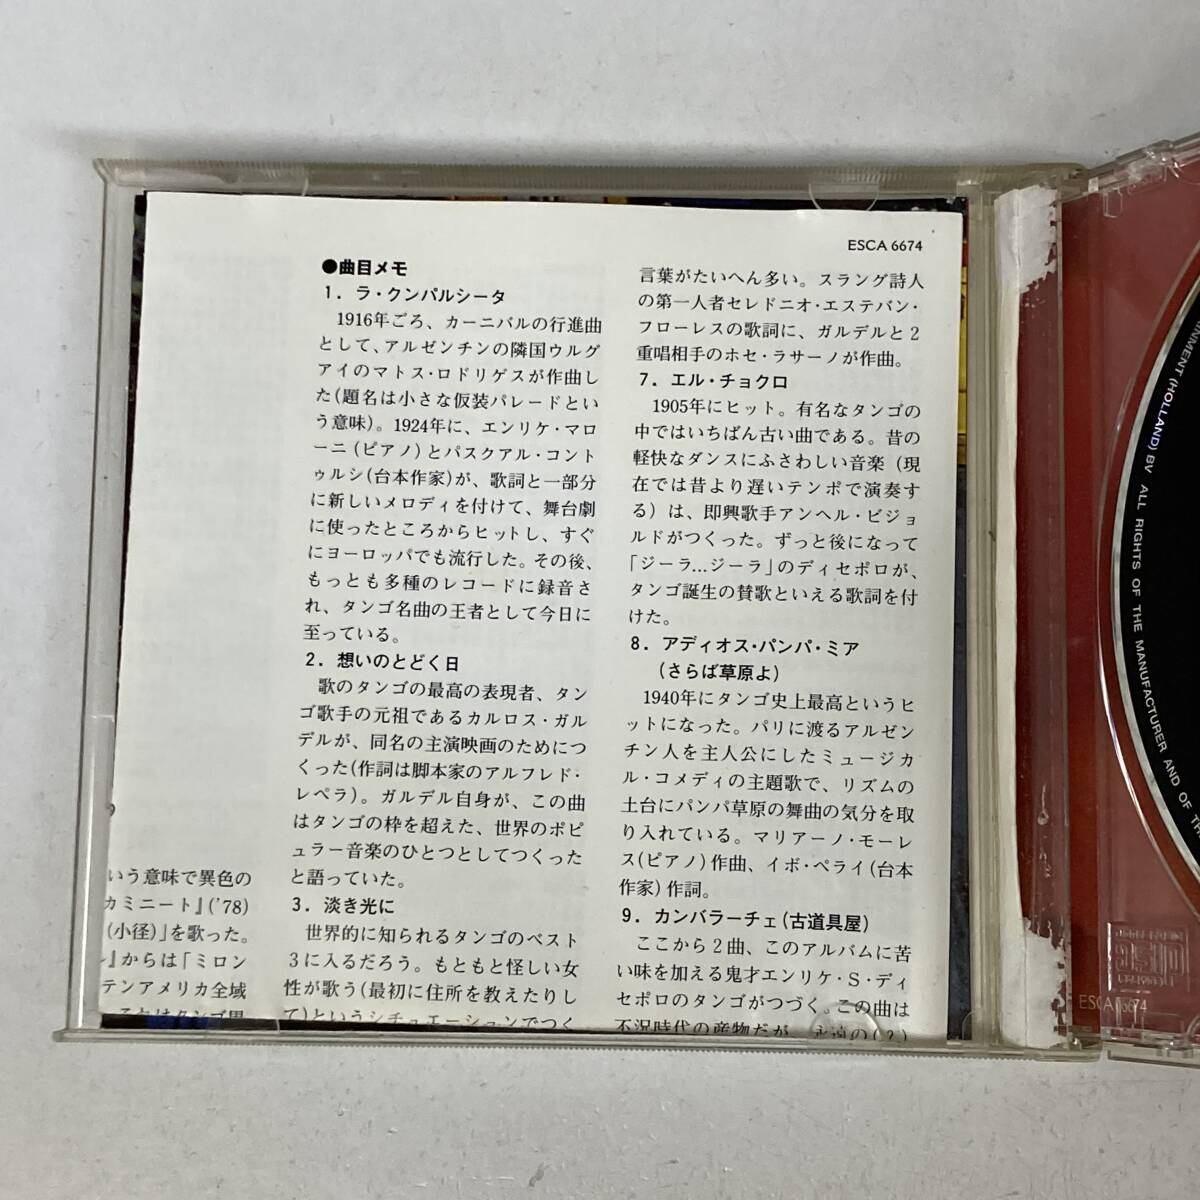 ESCA 6674
●曲目メモ
1．ラ・クンパルシータ
1916年ごろ、カーニバルの行進曲
として、アルゼンチンの隣国ウルグ
アイのマトス・ロドリゲスが作曲し
た(題名は小さな仮装パレードとい
う意味)。1924年に、エンリケ・マロ
ーニ(ピアノ)とパスクアル・コント
ゥルシ(台本作家)が、歌詞と一部分
に新しいメロディを付けて、舞台劇
に使ったところからヒットし、すぐ
にヨーロッパでも流行した。その後、
もっとも多種のレコードに録音さ
れ、タンゴ名曲の王者として今日に
至っている。
2．想いのとどく日
歌のタンゴの最高の表現者、タン
ゴ歌手の元祖であるカルロス・ガル
デルが、同名の主演映画のためにつ
くった(作詞は脚本家のアルフレド・
レペラ)。ガルデル自身が、この曲
はタンゴの枠を超えた、世界のポピ
ュラー音楽のひとつとしてつくった
と語っていた。
3．淡き光に
世界的に知られるタンゴのベスト
3に入るだろう。もともと怪しい女
性が歌う(最初に住所を教えたりし
て)というシチュエーションでつく
言葉がたいへん多い。スラング詩人
の第一人者セレドニオ・エステバン・
フローレスの歌詞に、ガルデルと2
重唱相手のホセ・ラサーノが作曲。
7．エル・チョクロ
1905年にヒット。有名なタンゴの
中ではいちばん古い曲である。昔の
軽快なダンスにふさわしい音楽(現
在では昔より遅いテンポで演奏す
る)は、即興歌手アンヘル・ビジョ
ルドがつくった。ずっと後になって
「ジーラ…ジーラ」のディセポロが、
タンゴ誕生の賛歌といえる歌詞を付
けた。
8．アディオス・パンパ・ミア
(さらば草原よ)
1940年にタンゴ史上最高というヒ
ットになった。パリに渡るアルゼン
チン人を主人公にしたミュージカ
ル・コメディの主題歌で、リズムの
土台にパンパ草原の舞曲の気分を取
り入れている。マリアーノ・モーレ
ス(ピアノ)作曲、イボ・ペライ(台本
作家)作詞。
9．カンバラーチェ(古道具屋)
ここから2曲、このアルバムに苦
い味を加える鬼才エンリケ・S・ディ
セポロのタンゴがつづく。この曲は
不況時代の産物だが、永遠の(?)
いう意味で異色の
カミニート』('78)
(小径)」を歌った。
』からは「ミロン
テンアメリカ全域
(HOLLAND) BV ALL RIGHTS OF THE MANUFACTURER AND OF
ESCA 6674